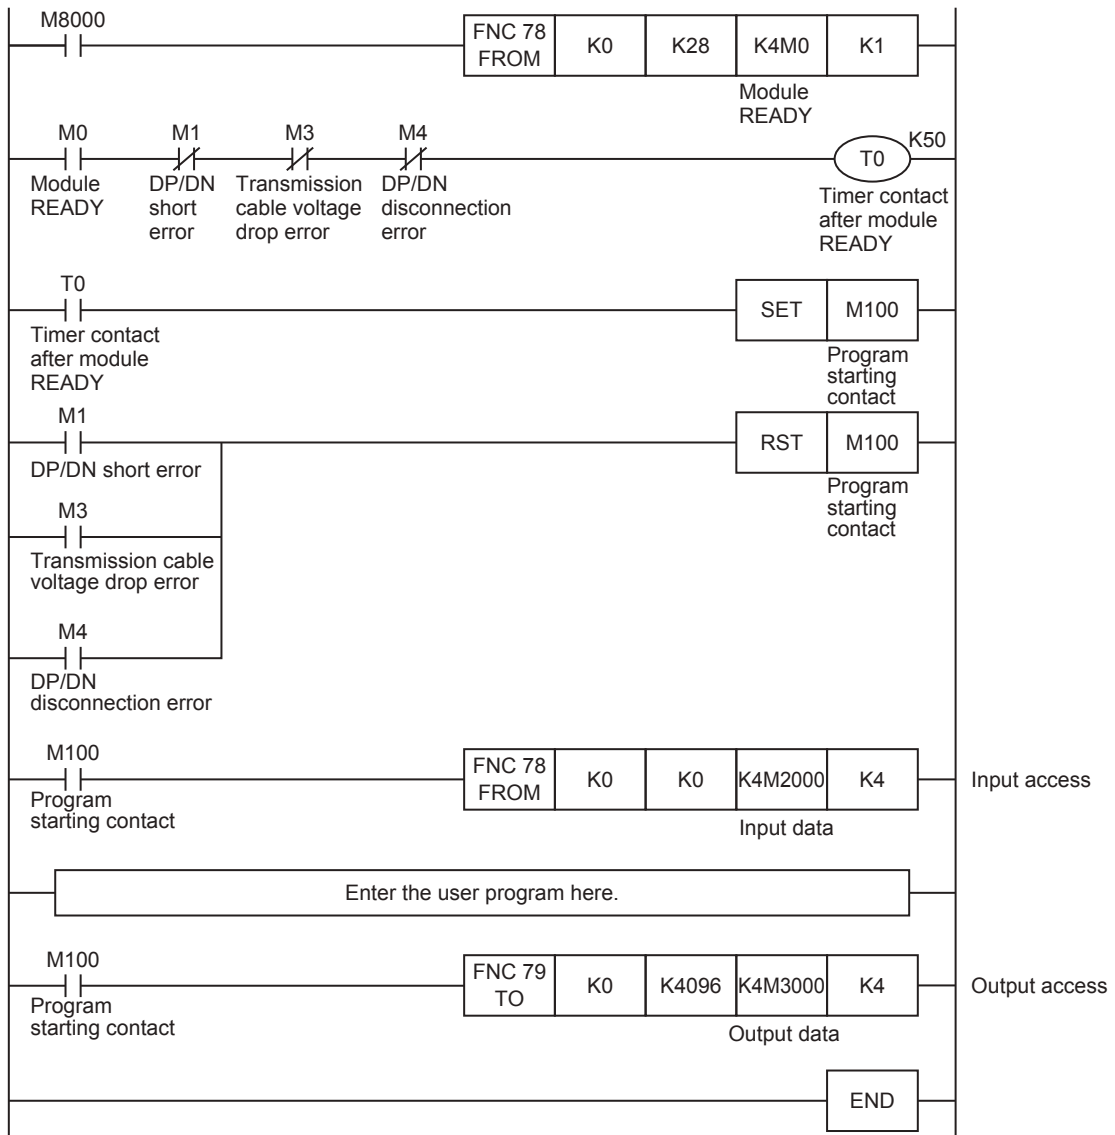 M8000
FNC 78
FROM
K0
K28
K4M0
K1
Module
READY
M0
M1
M3
M4
K50
T0
Module
READY
DP/DN
short
error
Transmission
cable voltage
drop error
DP/DN
disconnection
error
Timer contact
after module
READY
T0
SET
M100
Timer contact
after module
READY
Program
starting
contact
M1
RST
M100
DP/DN short error
Program
starting
contact
M3
Transmission cable
voltage drop error
M4
DP/DN
disconnection error
M100
FNC 78
FROM
K0
K0
K4M2000
K4
Input access
Program
starting contact
Input data
Enter the user program here.
M100
FNC 79
TO
K0
K4096
K4M3000
K4
Output access
Program
starting contact
Output data
END